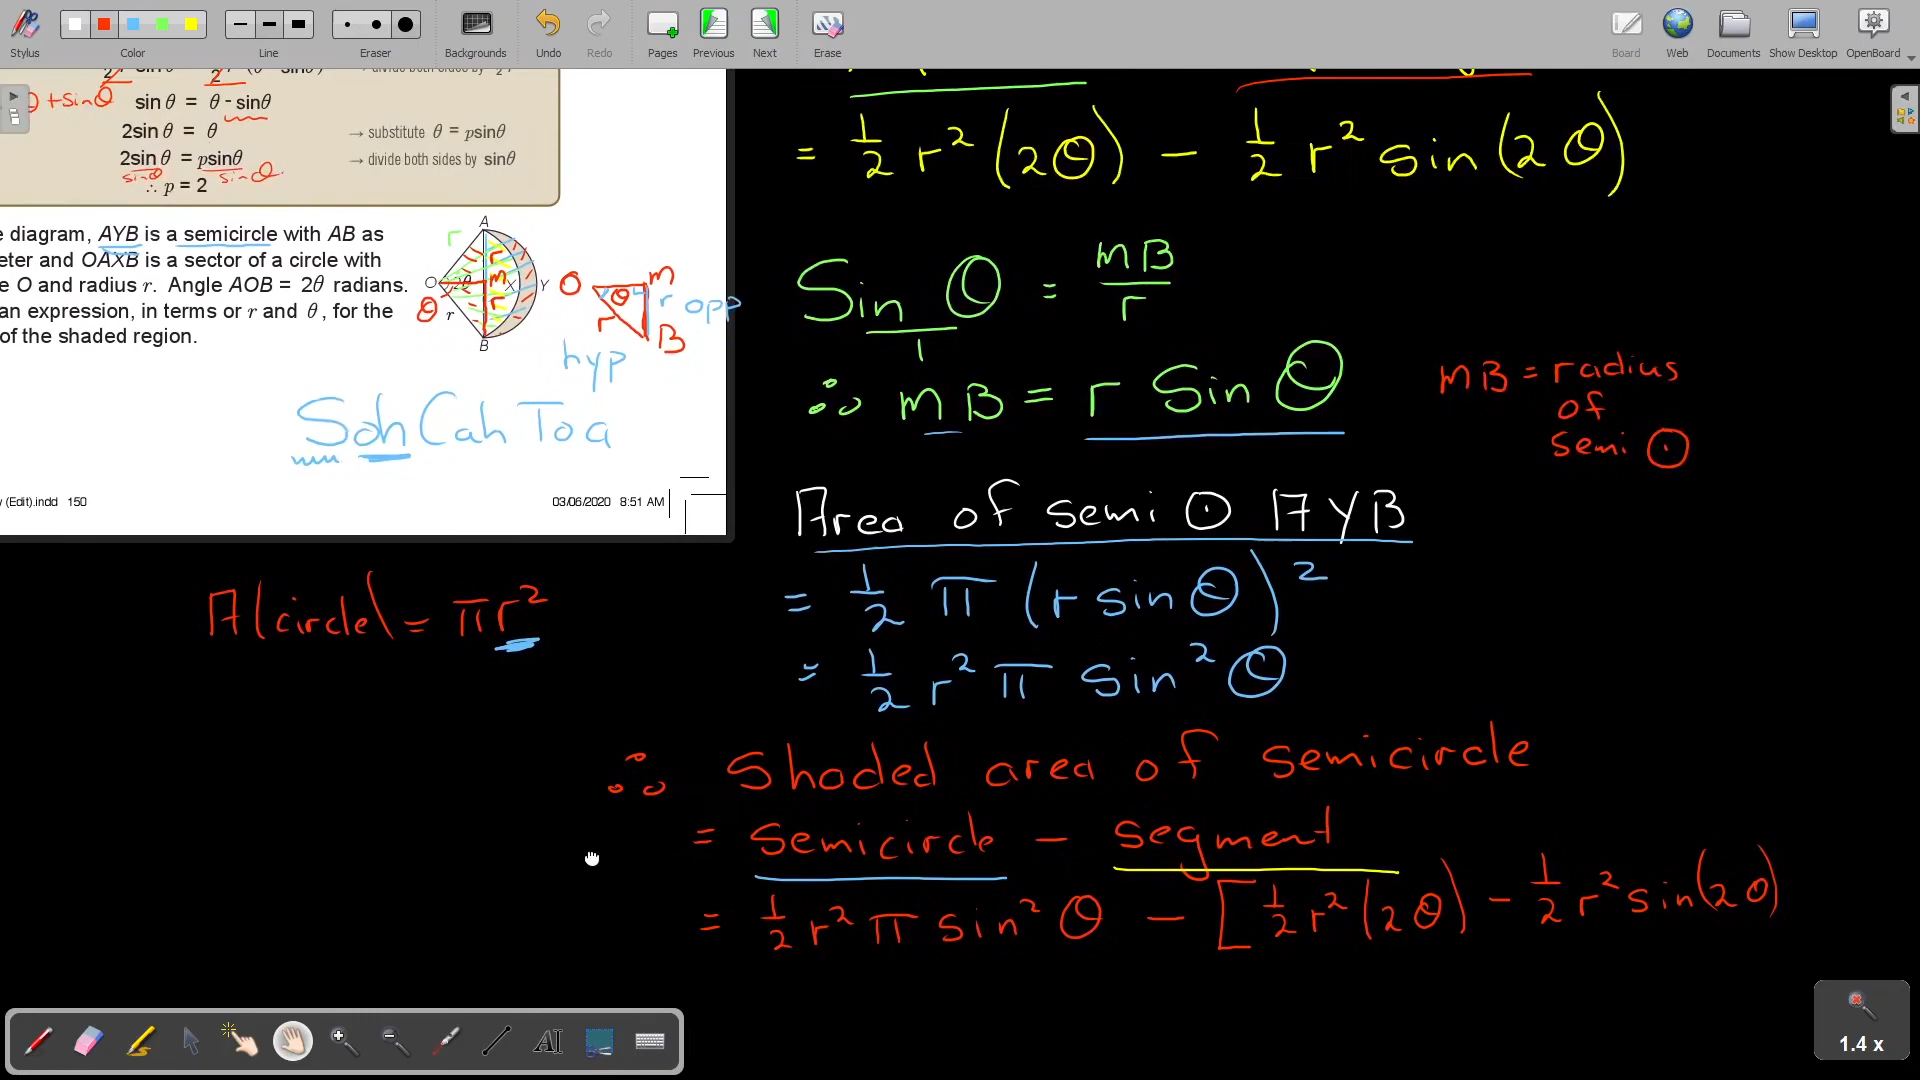 Stylus
Color
Line
Eraser
Backgrounds
Undo
Redo
Pages
Previous
Next
Erase
Board
Web
Documents
Show Desktop
OpenBoard
θ + sinθ
sin θ = θ - sinθ
2sin θ = θ → substitute θ = psinθ
2sin θ = psinθ → divide both sides by sinθ
sinθ sinθ
∴ p = 2
e diagram, AYB is a semicircle with AB as
eter and OAXB is a sector of a circle with
e O and radius r. Angle AOB = 2θ radians.
an expression, in terms or r and θ, for the
of the shaded region.
A
r
r
O 2θ m X Y
θ
r
r
B
O m
θ r opp
r
B
hyp
Soh Cah Toa
(Edit).indd 150
03/06/2020 8:51 AM
A(circle) = πr²
= 1/2 r² (2θ) - 1/2 r² sin(2θ)
Sin θ / 1 = mB / r
∴ mB = r Sin θ
mB = radius
of
semi ⊙
Area of semi ⊙ AYB
= 1/2 π (r sin θ)²
= 1/2 r² π sin² θ
∴ Shaded area of semicircle
= semicircle - segment
= 1/2 r² π sin² θ - [1/2 r² (2θ) - 1/2 r² sin(2θ)
1.4 x